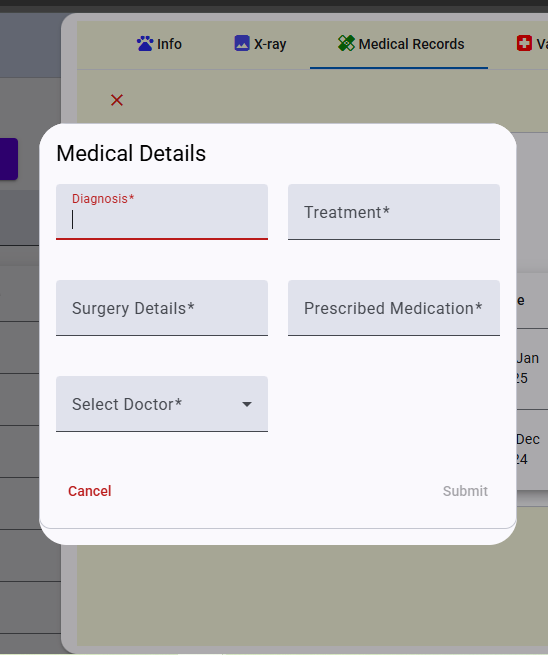 Info X-ray Medical Records Va
Medical Details
Diagnosis*
Treatment*
Surgery Details* Prescribed Medication*
e
Jan
25
Select Doctor*
Dec
24
Cancel Submit